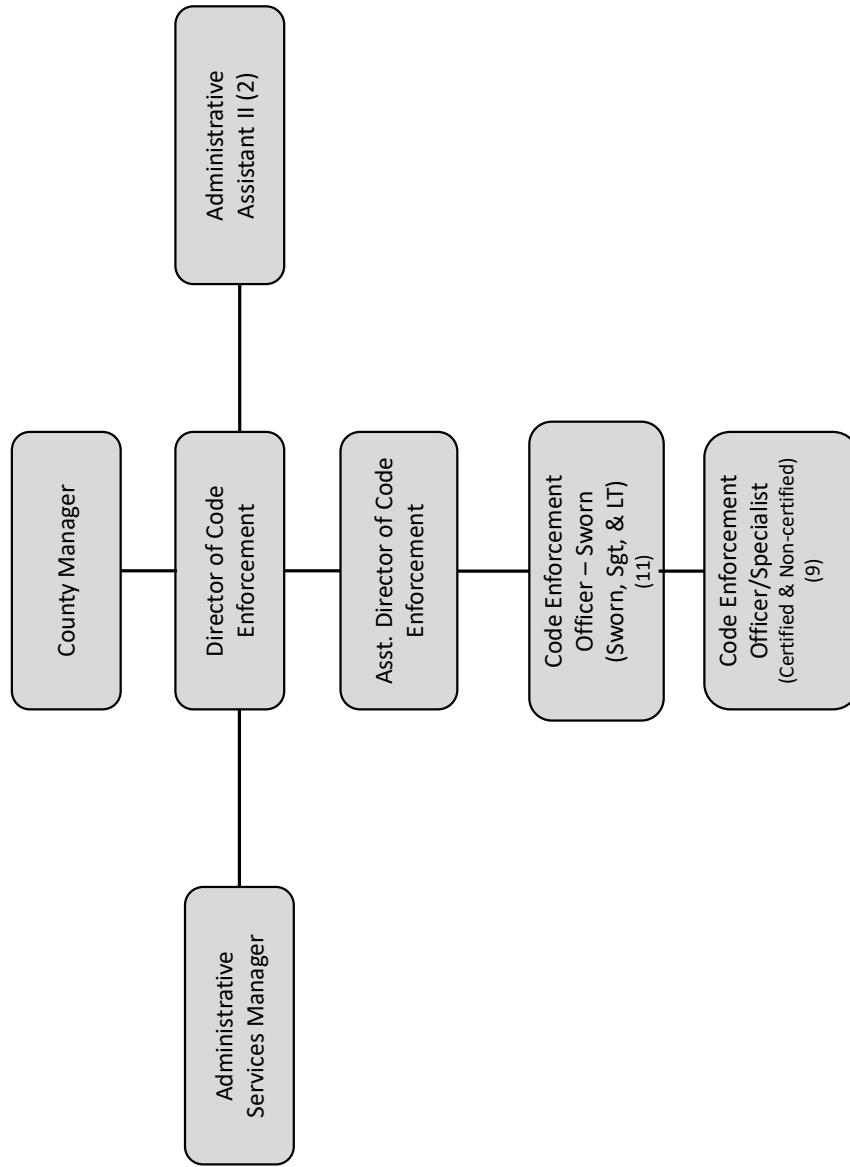 County Manager
Administrative
Services Manager
Director of Code
Enforcement
Administrative
Assistant II (2)
Asst. Director of Code
Enforcement
Code Enforcement
Officer – Sworn
(Sworn, Sgt, & LT)
(11)
Code Enforcement
Officer/Specialist
(Certified & Non-certified)
(9)